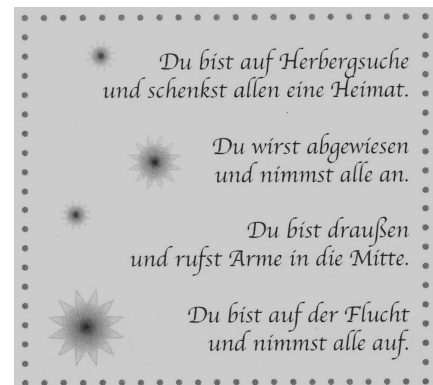 Du bist auf Herbergsuche
und schenkst allen eine Heimat.
Du wirst abgewiesen
und nimmst alle an.
Du bist draußen
und rufst Arme in die Mitte.
Du bist auf der Flucht
und nimmst alle auf.